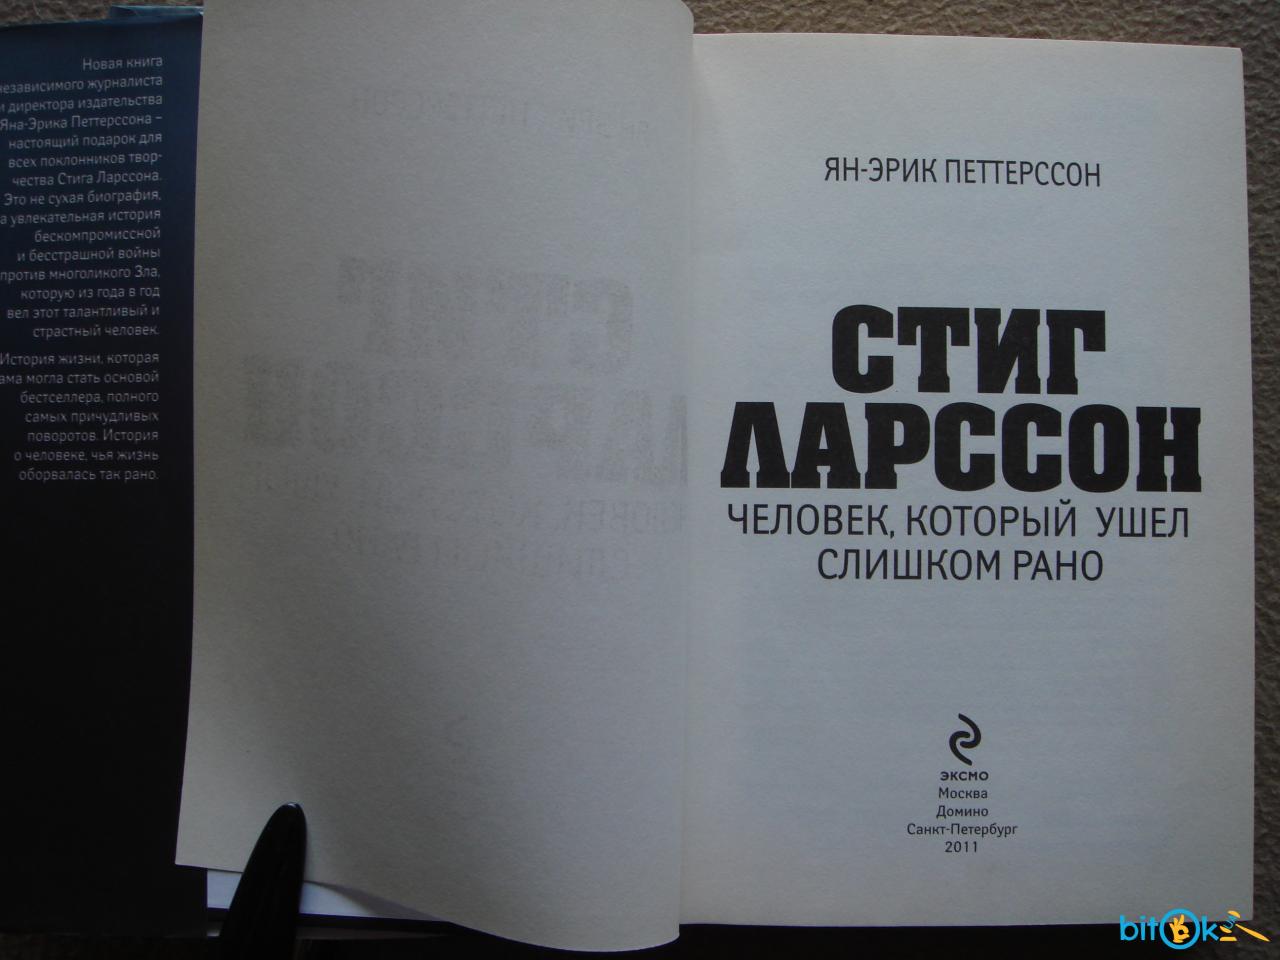 Новая книга
независимого журналиста
и директора издательства
Яна-Эрика Петтерссона –
настоящий подарок для
всех поклонников твор-
чества Стига Ларссона.
Это не сухая биография,
а увлекательная история
бескомпромиссной
и бесстрашной войны
против многоликого Зла,
которую из года в год
вел этот талантливый и
страстный человек.
История жизни, которая
сама могла стать основой
бестселлера, полного
самых причудливых
поворотов. История
о человеке, чья жизнь
оборвалась так рано.
ЯН-ЭРИК ПЕТТЕРССОН
СТИГ
ЛАРССОН
ЧЕЛОВЕК, КОТОРЫЙ УШЕЛ
СЛИШКОМ РАНО
ЭКСМО
Москва
Домино
Санкт-Петербург
2011
bitOk